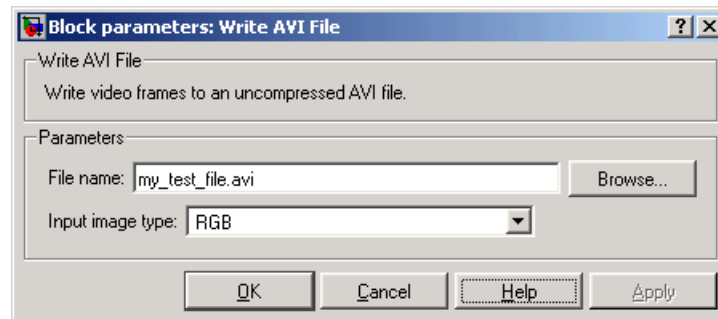 Block parameters: Write AVI File
Write AVI File
Write video frames to an uncompressed AVI file.
Parameters
File name: my_test_file.avi Browse...
Input image type: RGB
OK Cancel Help Apply